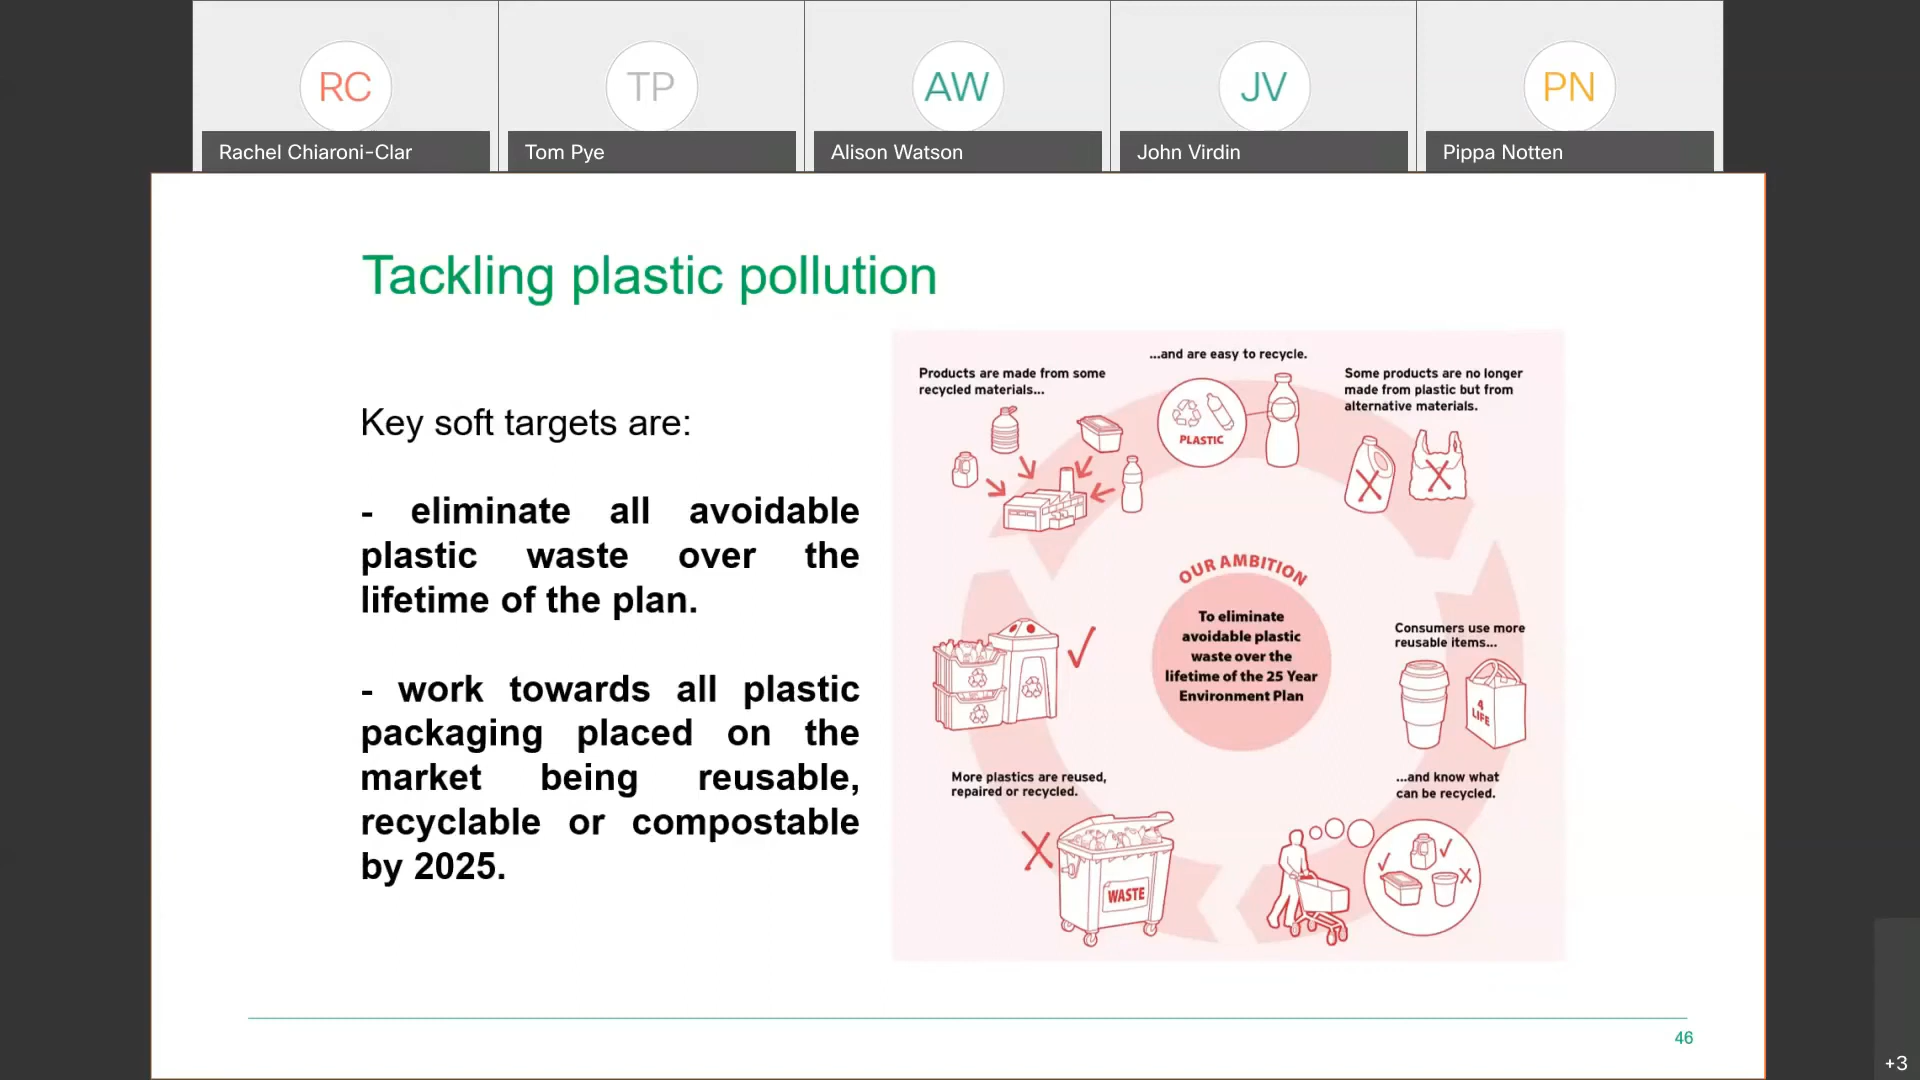 RC
TP
AW
JV
PN
Rachel Chiaroni-Clar
Tom Pye
Alison Watson
John Virdin
Pippa Notten
Tackling plastic pollution
Key soft targets are:
- eliminate all avoidable
plastic waste over the
lifetime of the plan.
- work towards all plastic
packaging placed on the
market being reusable,
recyclable or compostable
by 2025.
Products are made from some
recycled materials...
...and are easy to recycle.
PLASTIC
Some products are no longer
made from plastic but from
alternative materials.
OUR AMBITION
To eliminate
avoidable plastic
waste over the
lifetime of the 25 Year
Environment Plan
Consumers use more
reusable items...
4
LIFE
...and know what
can be recycled.
More plastics are reused,
repaired or recycled.
WASTE
46
+3